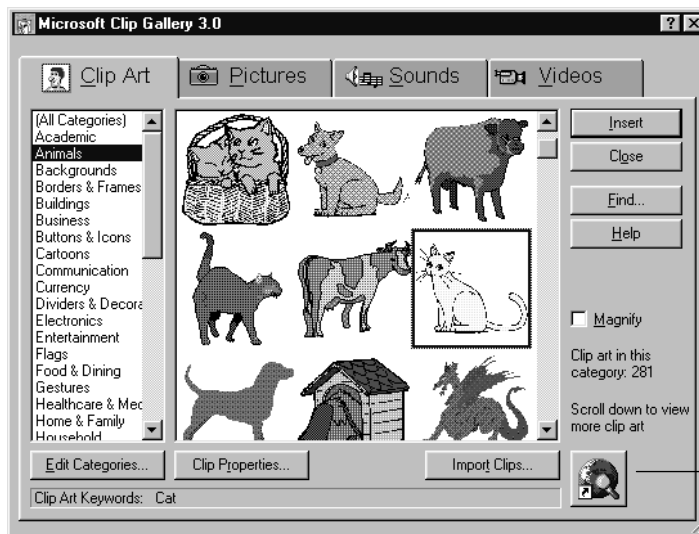 Microsoft Clip Gallery 3.0
Clip Art
Pictures
Sounds
Videos
(All Categories)
Academic
Animals
Backgrounds
Borders & Frames
Buildings
Business
Buttons & Icons
Cartoons
Communication
Currency
Dividers & Decora
Electronics
Entertainment
Flags
Food & Dining
Gestures
Healthcare & Med
Home & Family
Household
Insert
Close
Find...
Help
Magnify
Clip art in this
category: 281
Scroll down to view
more clip art
Edit Categories...
Clip Properties...
Import Clips...
Clip Art Keywords: Cat